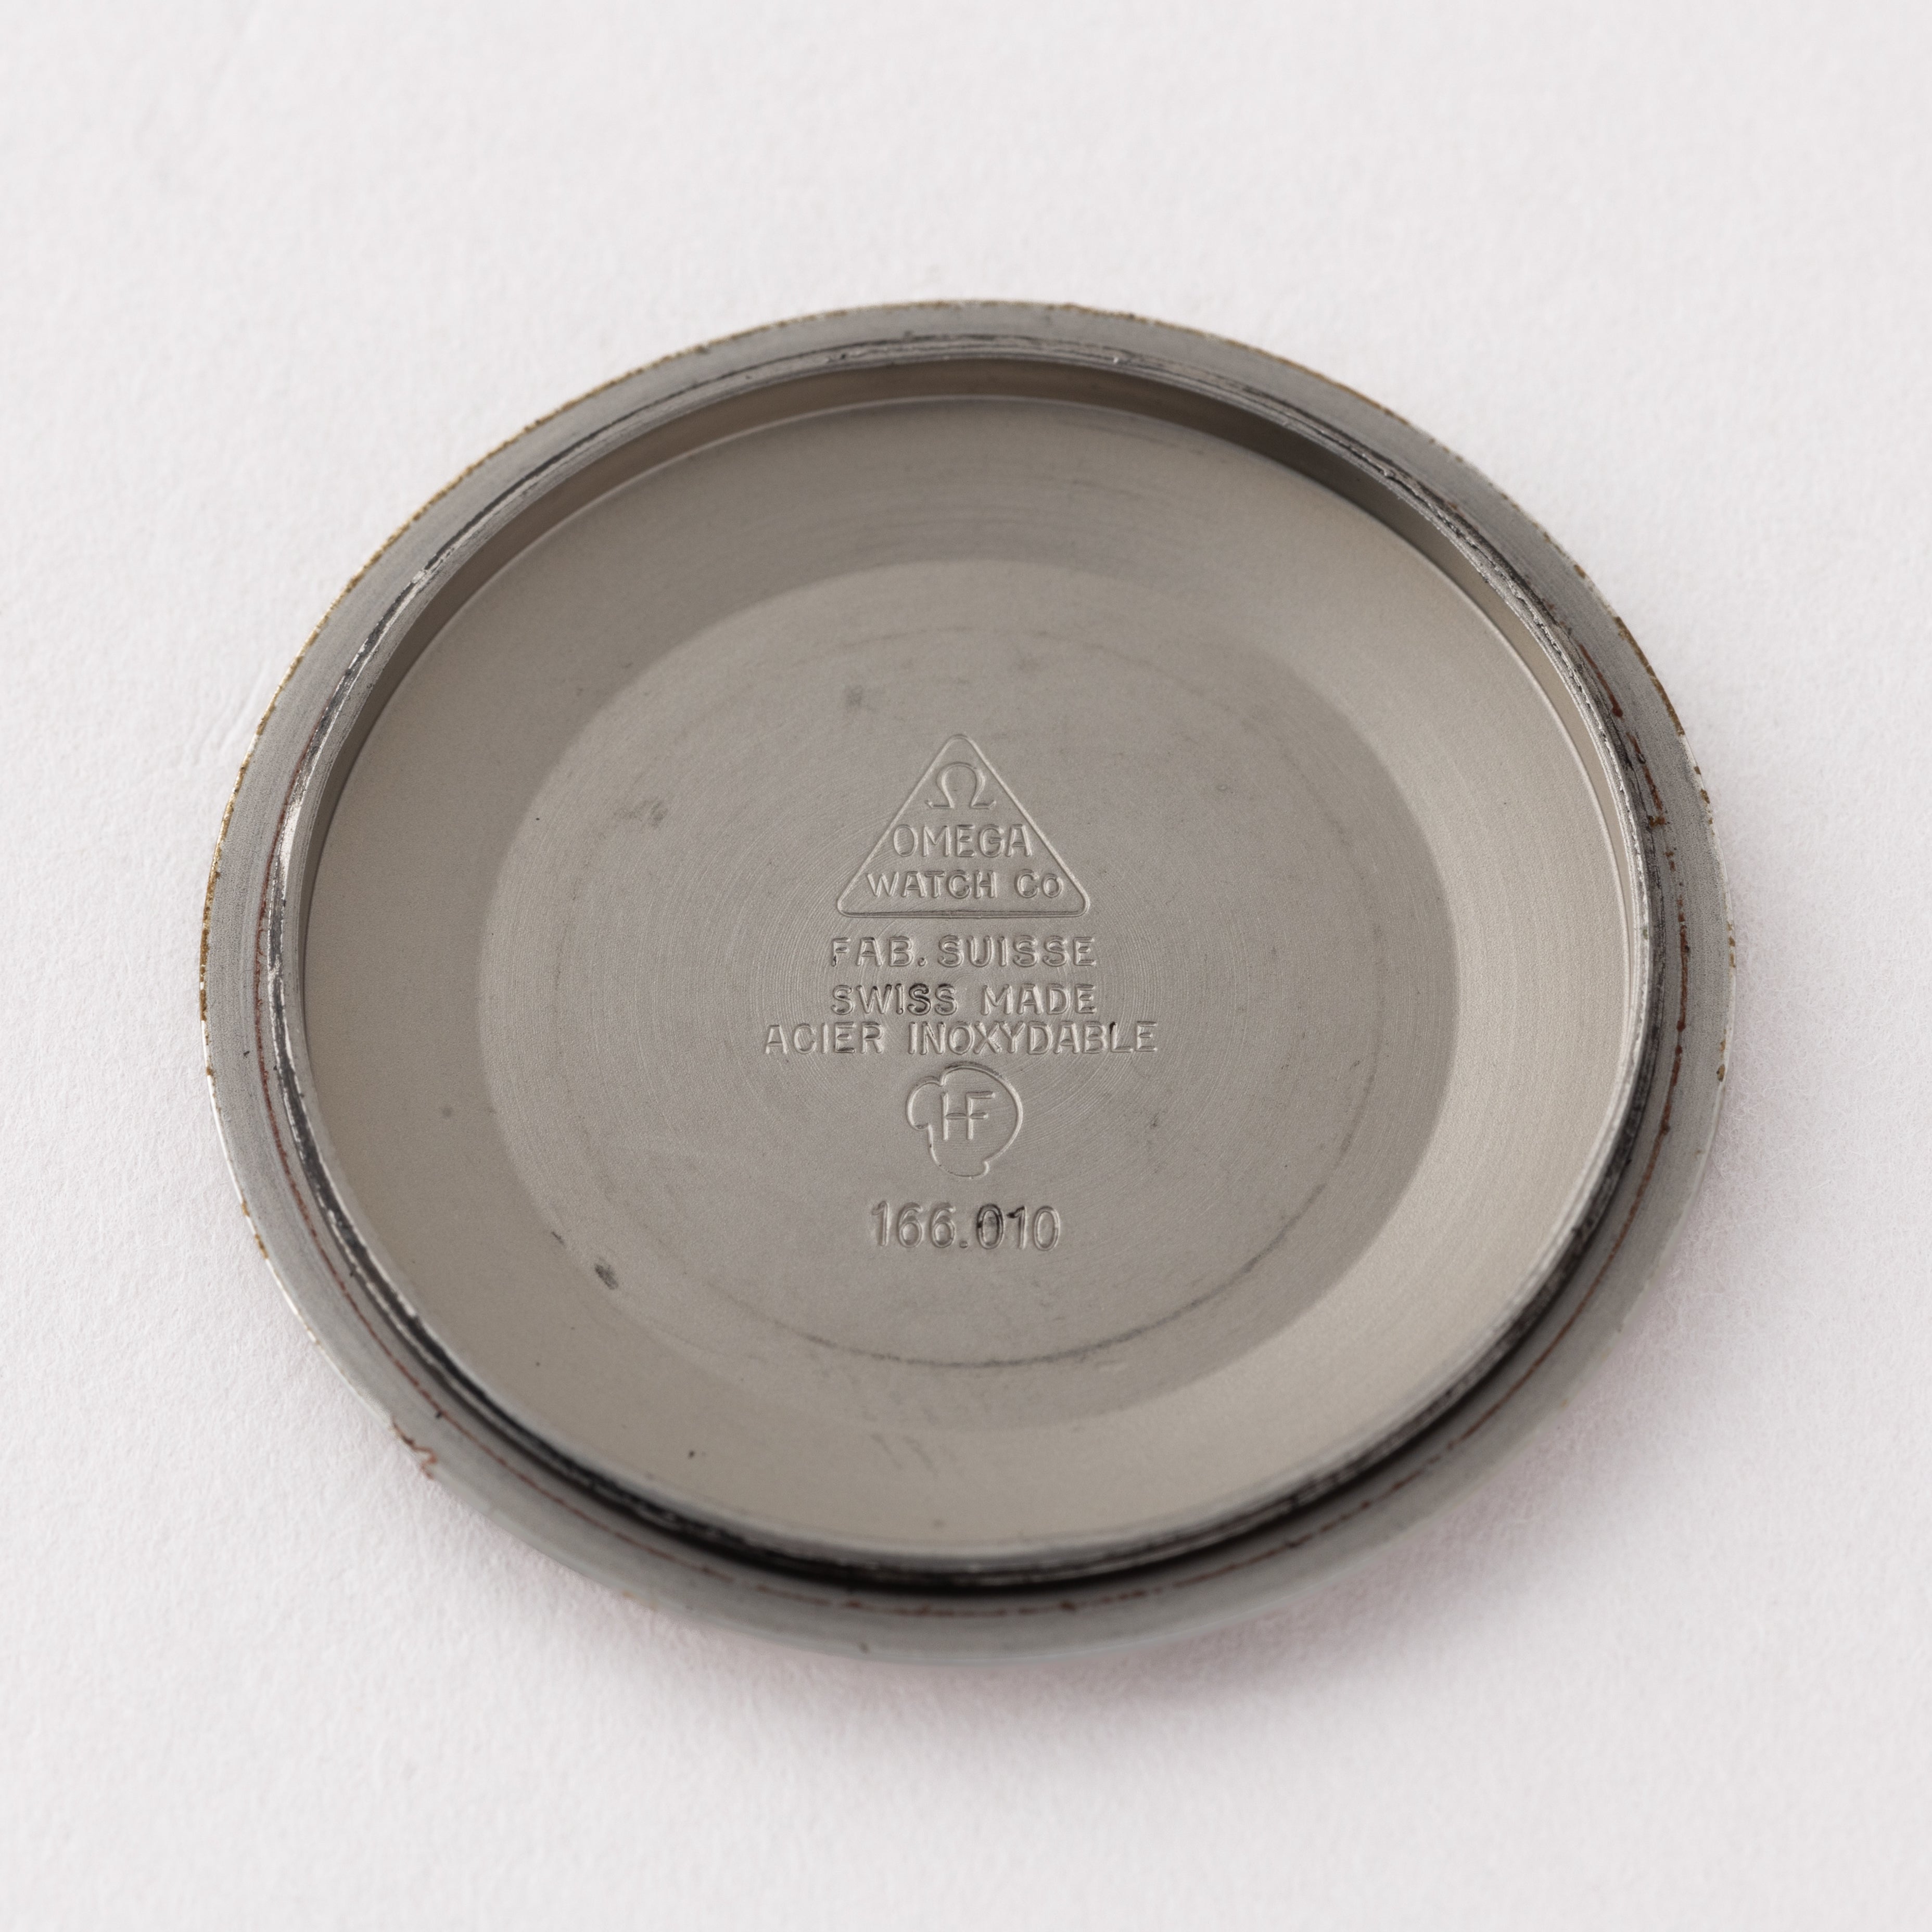 Ω
OMEGA
WATCH Co
FAB. SUISSE
SWISS MADE
ACIER INOXYDABLE
HF
166.010